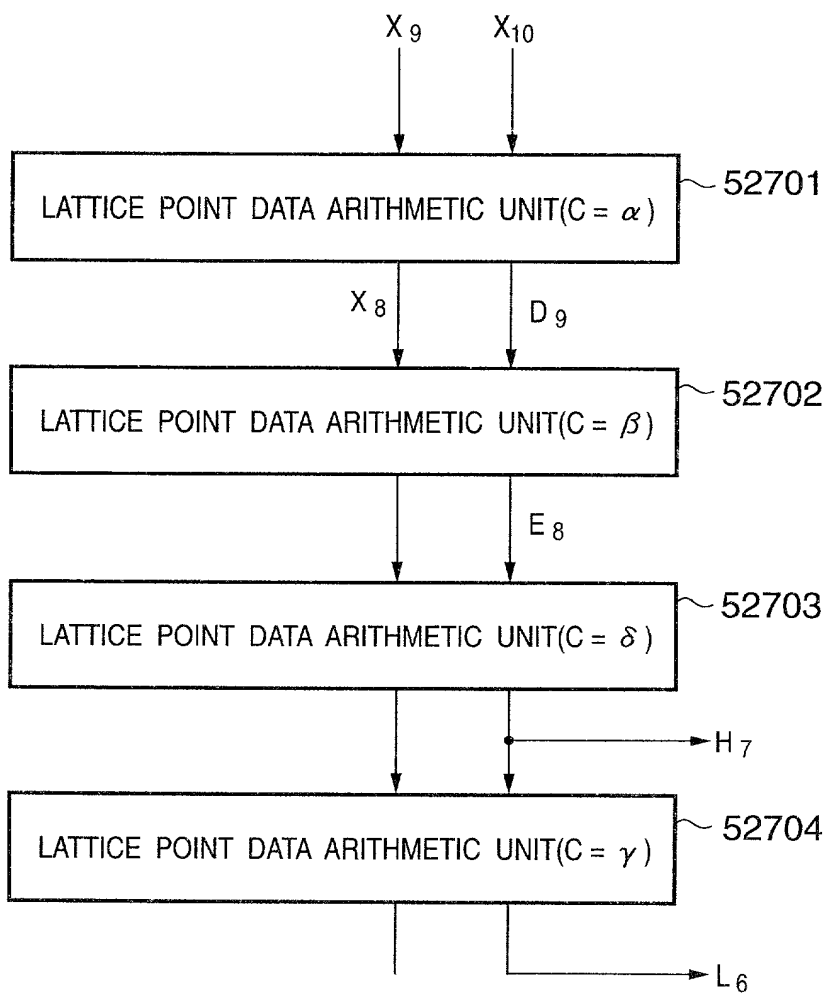 X₉ X₁₀
LATTICE POINT DATA ARITHMETIC UNIT(C = α) 52701
X₈ D₉
LATTICE POINT DATA ARITHMETIC UNIT(C = β) 52702
E₈
LATTICE POINT DATA ARITHMETIC UNIT(C = δ) 52703
H₇
LATTICE POINT DATA ARITHMETIC UNIT(C = γ) 52704
L₆